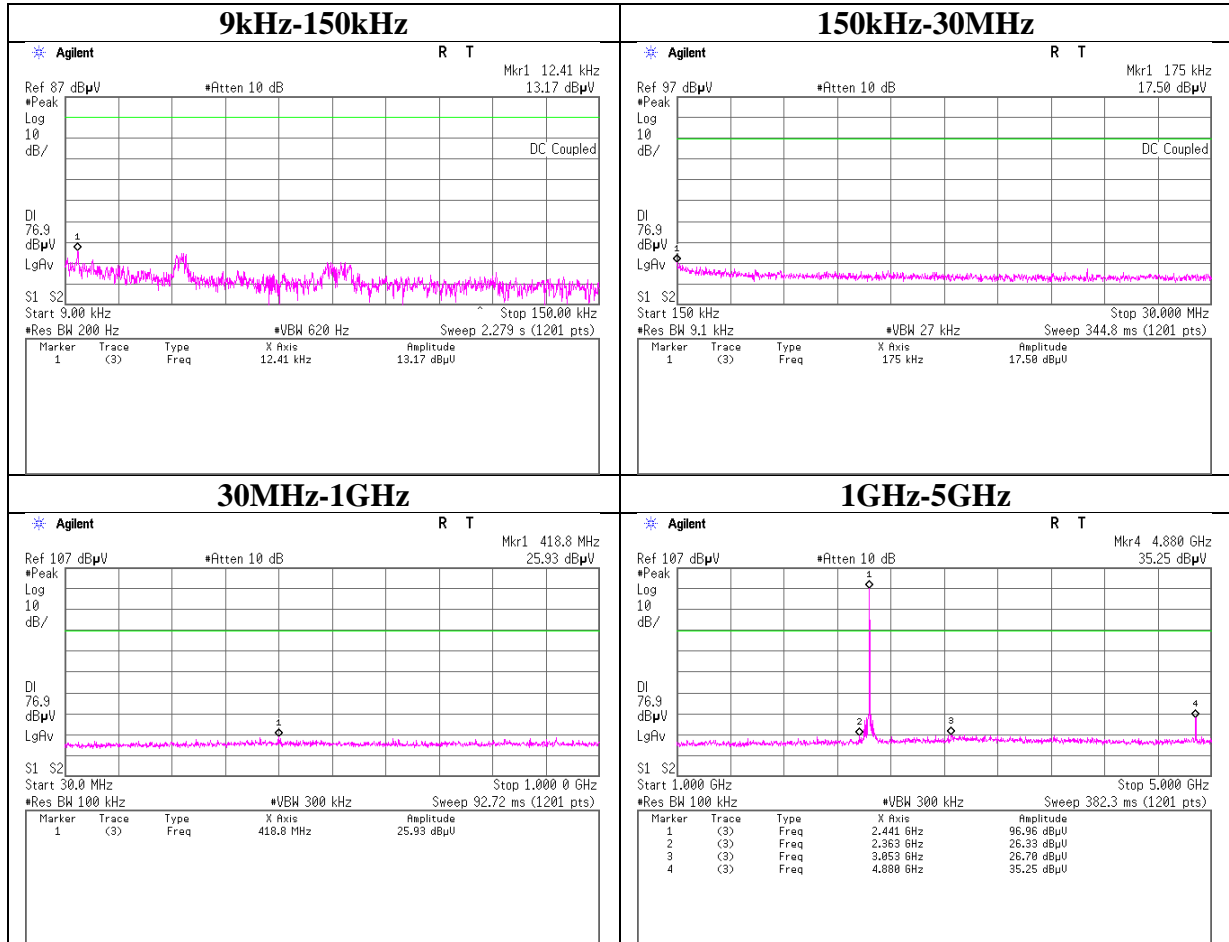 9kHz-150kHz
Agilent R T
Mkr1 12.41 kHz
Ref 87 dBµV #Atten 10 dB 13.17 dBµV
#Peak
Log
10
dB/
DC Coupled
DI
76.9
dBµV
1
LgAv
S1 S2
Start 9.00 kHz ^ Stop 150.00 kHz
#Res BW 200 Hz #VBW 620 Hz Sweep 2.279 s (1201 pts)
Marker Trace Type X Axis Amplitude
1 (3) Freq 12.41 kHz 13.17 dBµV
150kHz-30MHz
Agilent R T
Mkr1 175 kHz
Ref 97 dBµV #Atten 10 dB 17.50 dBµV
#Peak
Log
10
dB/
DC Coupled
DI
76.9
dBµV
1
LgAv
S1 S2
Start 150 kHz Stop 30.000 MHz
#Res BW 9.1 kHz #VBW 27 kHz Sweep 344.8 ms (1201 pts)
Marker Trace Type X Axis Amplitude
1 (3) Freq 175 kHz 17.50 dBµV
30MHz-1GHz
Agilent R T
Mkr1 418.8 MHz
Ref 107 dBµV #Atten 10 dB 25.93 dBµV
#Peak
Log
10
dB/
DI
76.9
dBµV
1
LgAv
S1 S2
Start 30.0 MHz Stop 1.000 0 GHz
#Res BW 100 kHz #VBW 300 kHz Sweep 92.72 ms (1201 pts)
Marker Trace Type X Axis Amplitude
1 (3) Freq 418.8 MHz 25.93 dBµV
1GHz-5GHz
Agilent R T
Mkr4 4.880 GHz
Ref 107 dBµV #Atten 10 dB 35.25 dBµV
#Peak
1
Log
10
dB/
DI
76.9
4
dBµV
2 3
LgAv
S1 S2
Start 1.000 GHz Stop 5.000 GHz
#Res BW 100 kHz #VBW 300 kHz Sweep 382.3 ms (1201 pts)
Marker Trace Type X Axis Amplitude
1 (3) Freq 2.441 GHz 96.96 dBµV
2 (3) Freq 2.363 GHz 26.33 dBµV
3 (3) Freq 3.053 GHz 26.70 dBµV
4 (3) Freq 4.880 GHz 35.25 dBµV